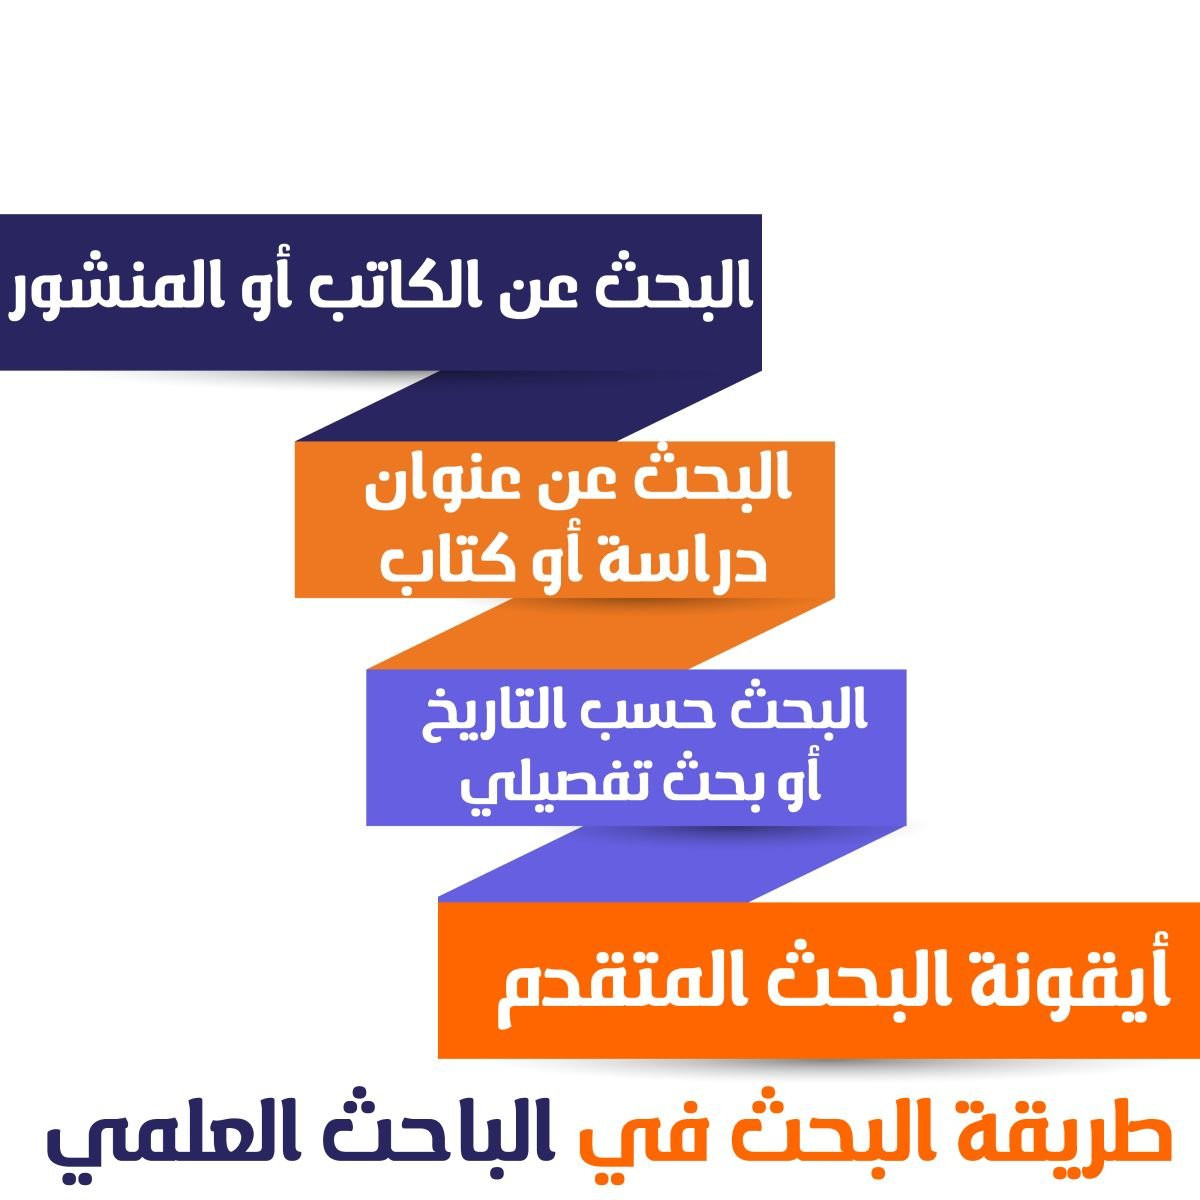 البحث عن الكاتب أو المنشور
البحث عن عنوان
دراسة أو كتاب
البحث حسب التاريخ
أو بحث تفصيلي
أيقونة البحث المتقدم
طريقة البحث في الباحث العلمي